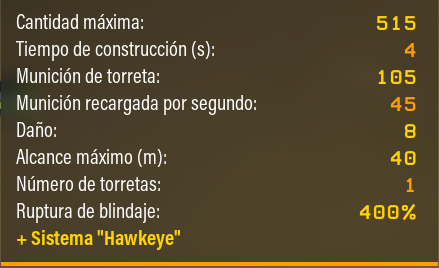 Cantidad máxima: 515
Tiempo de construcción (s): 4
Munición de torreta: 105
Munición recargada por segundo: 45
Daño: 8
Alcance máximo (m): 40
Número de torretas: 1
Ruptura de blindaje: 400%
+ Sistema "Hawkeye"